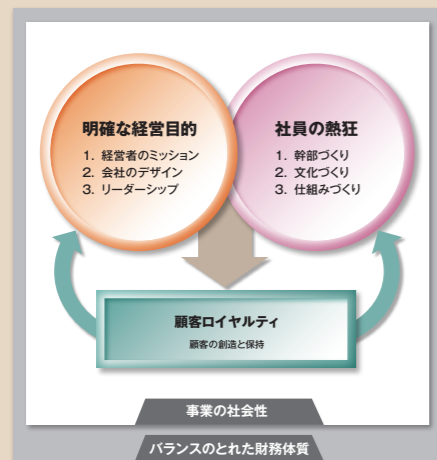 明確な経営目的
1. 経営者のミッション
2. 会社のデザイン
3. リーダーシップ
社員の熱狂
1. 幹部づくり
2. 文化づくり
3. 仕組みづくり
顧客ロイヤルティ
顧客の創造と保持
事業の社会性
バランスのとれた財務体質